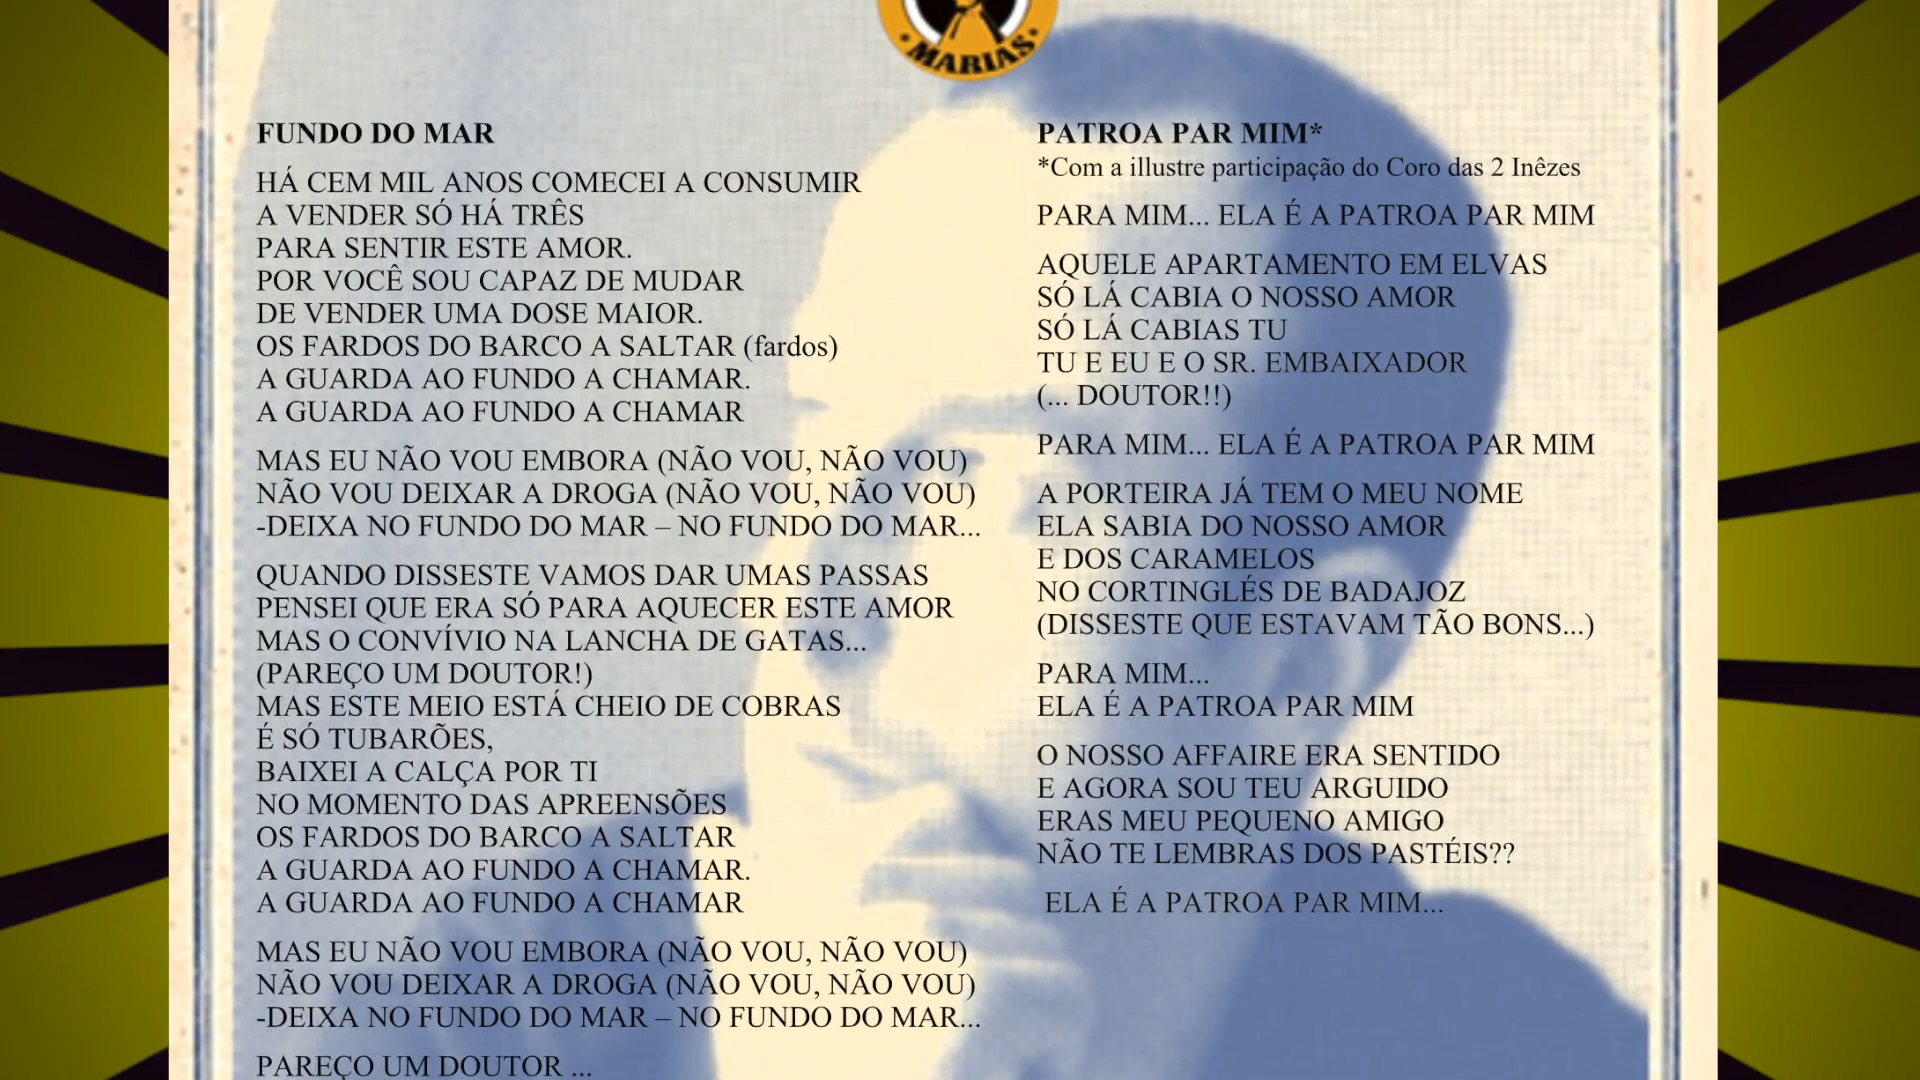 MARIAS
FUNDO DO MAR
HÁ CEM MIL ANOS COMECEI A CONSUMIR
A VENDER SÓ HÁ TRÊS
PARA SENTIR ESTE AMOR.
POR VOCÊ SOU CAPAZ DE MUDAR
DE VENDER UMA DOSE MAIOR.
OS FARDOS DO BARCO A SALTAR (fardos)
A GUARDA AO FUNDO A CHAMAR.
A GUARDA AO FUNDO A CHAMAR
MAS EU NÃO VOU EMBORA (NÃO VOU, NÃO VOU)
NÃO VOU DEIXAR A DROGA (NÃO VOU, NÃO VOU)
-DEIXA NO FUNDO DO MAR – NO FUNDO DO MAR...
QUANDO DISSESTE VAMOS DAR UMAS PASSAS
PENSEI QUE ERA SÓ PARA AQUECER ESTE AMOR
MAS O CONVÍVIO NA LANCHA DE GATAS...
(PAREÇO UM DOUTOR!)
MAS ESTE MEIO ESTÁ CHEIO DE COBRAS
É SÓ TUBARÕES,
BAIXEI A CALÇA POR TI
NO MOMENTO DAS APREENSÕES
OS FARDOS DO BARCO A SALTAR
A GUARDA AO FUNDO A CHAMAR.
A GUARDA AO FUNDO A CHAMAR
MAS EU NÃO VOU EMBORA (NÃO VOU, NÃO VOU)
NÃO VOU DEIXAR A DROGA (NÃO VOU, NÃO VOU)
-DEIXA NO FUNDO DO MAR – NO FUNDO DO MAR...
PAREÇO UM DOUTOR ...
PATROA PAR MIM*
*Com a illustre participação do Coro das 2 Inêzes
PARA MIM... ELA É A PATROA PAR MIM
AQUELE APARTAMENTO EM ELVAS
SÓ LÁ CABIA O NOSSO AMOR
SÓ LÁ CABIAS TU
TU E EU E O SR. EMBAIXADOR
(... DOUTOR!!)
PARA MIM... ELA É A PATROA PAR MIM
A PORTEIRA JÁ TEM O MEU NOME
ELA SABIA DO NOSSO AMOR
E DOS CARAMELOS
NO CORTINGLÉS DE BADAJOZ
(DISSESTE QUE ESTAVAM TÃO BONS...)
PARA MIM...
ELA É A PATROA PAR MIM
O NOSSO AFFAIRE ERA SENTIDO
E AGORA SOU TEU ARGUIDO
ERAS MEU PEQUENO AMIGO
NÃO TE LEMBRAS DOS PASTÉIS??
ELA É A PATROA PAR MIM...